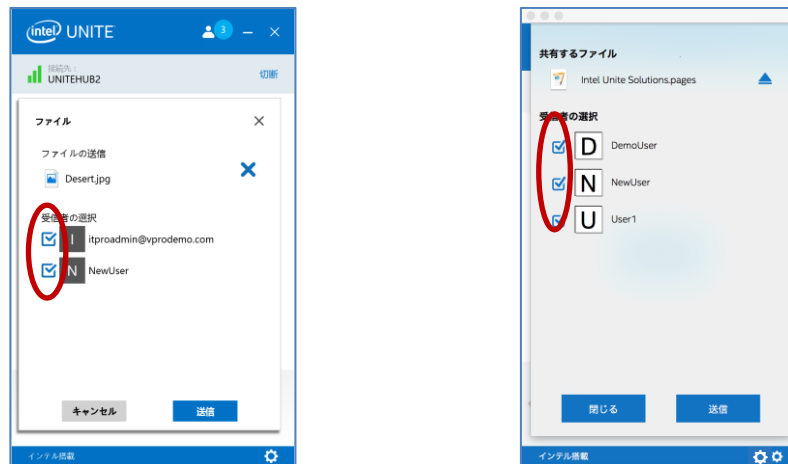 intel UNITE 3
接続先：
UNITEHUB2 切断
ファイル
ファイルの送信
Desert.jpg
受信者の選択
I itproadmin@vprodemo.com
N NewUser
キャンセル 送信
インテル搭載
共有するファイル
Intel Unite Solutions.pages
受信者の選択
D DemoUser
N NewUser
U User1
閉じる 送信
インテル搭載